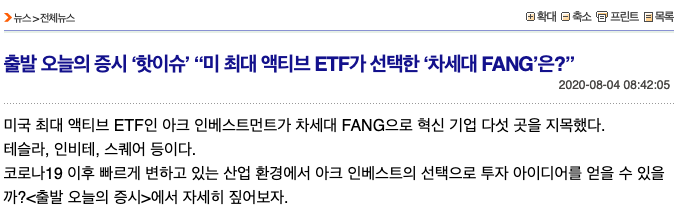 뉴스 > 전체뉴스
확대 축소 프린트 목록
출발 오늘의 증시 ‘핫이슈’ “미 최대 액티브 ETF가 선택한 ‘차세대 FANG’은?”
2020-08-04 08:42:05
미국 최대 액티브 ETF인 아크 인베스트먼트가 차세대 FANG으로 혁신 기업 다섯 곳을 지목했다.
테슬라, 인비테, 스퀘어 등이다.
코로나19 이후 빠르게 변하고 있는 산업 환경에서 아크 인베스트의 선택으로 투자 아이디어를 얻을 수 있을
까?<출발 오늘의 증시>에서 자세히 짚어보자.